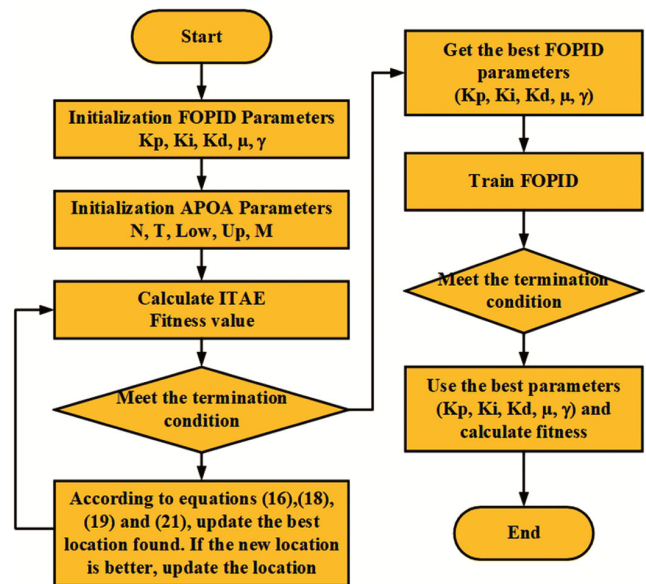 Start
Initialization FOPID Parameters
Kp, Ki, Kd, μ, γ
Initialization APOA Parameters
N, T, Low, Up, M
Calculate ITAE
Fitness value
Meet the termination
condition
According to equations (16),(18),
(19) and (21), update the best
location found. If the new location
is better, update the location
Get the best FOPID
parameters
(Kp, Ki, Kd, μ, γ)
Train FOPID
Meet the termination
condition
Use the best parameters
(Kp, Ki, Kd, μ, γ) and
calculate fitness
End